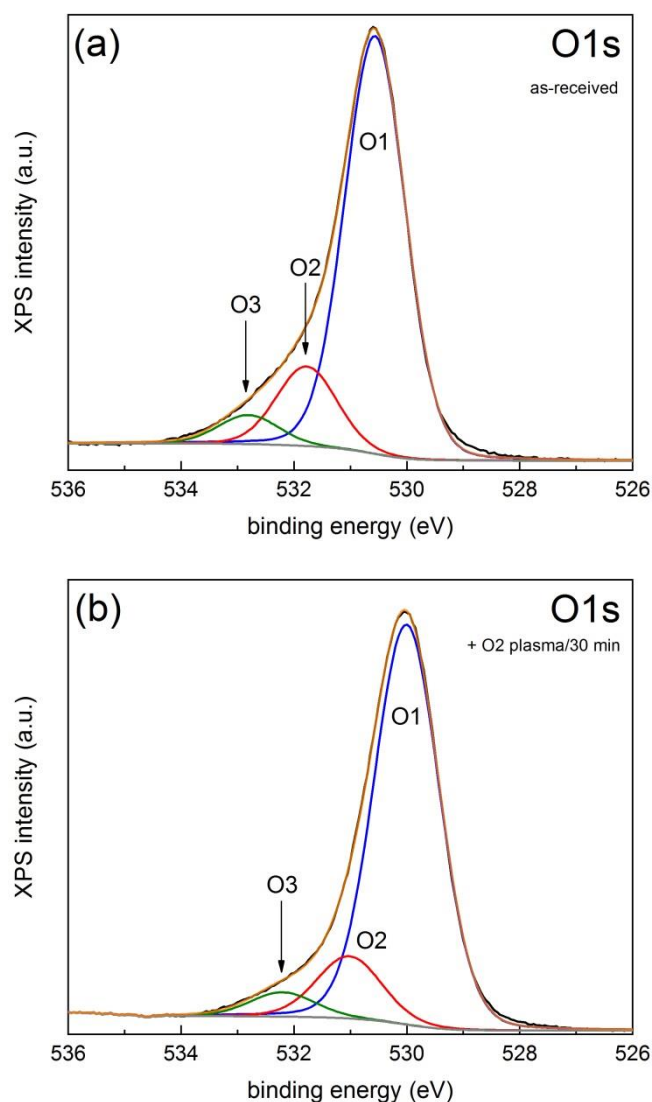 (a)
O1s
as-received
O1
O2
O3
XPS intensity (a.u.)
536
534
532
530
528
526
binding energy (eV)
(b)
O1s
+ O2 plasma/30 min
O1
O3
O2
XPS intensity (a.u.)
536
534
532
530
528
526
binding energy (eV)